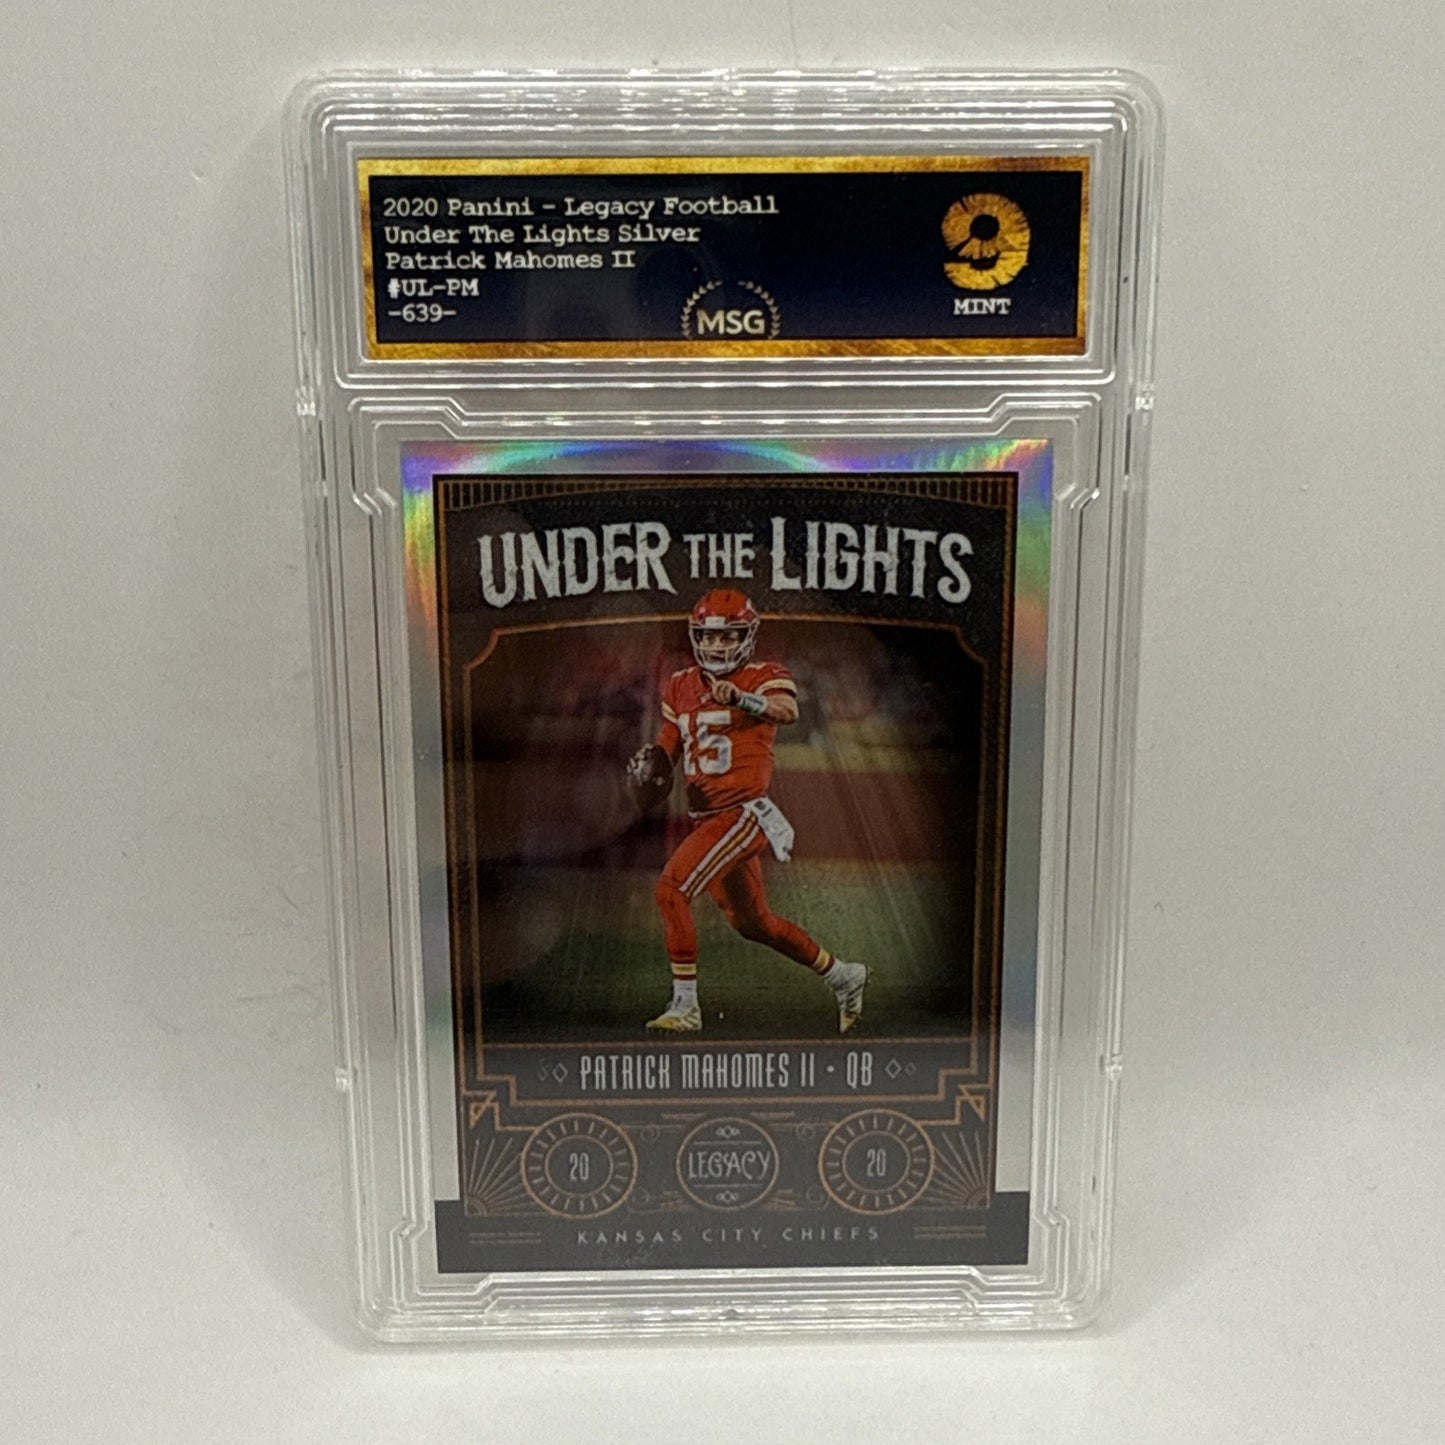 2020 Panini - Legacy Football
Under The Lights Silver
Patrick Mahomes II
#UL-PM
-639-
MSG
9
MINT
UNDER THE LIGHTS
15
PATRICK MAHOMES II • QB
20
LEGACY
20
KANSAS CITY CHIEFS